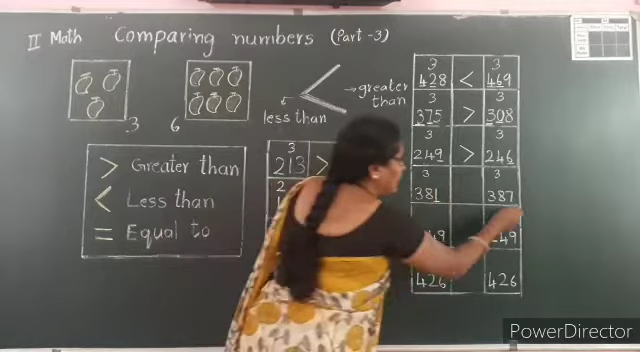 II Math Comparing numbers (Part-3)
3
6
< → greater than
less than
> Greater than
< Less than
= Equal to
3
213 >
2
3 3
428 < 469
3 3
375 > 308
3 3
249 > 246
3 3
381 387
49 249
426 426
PowerDirector